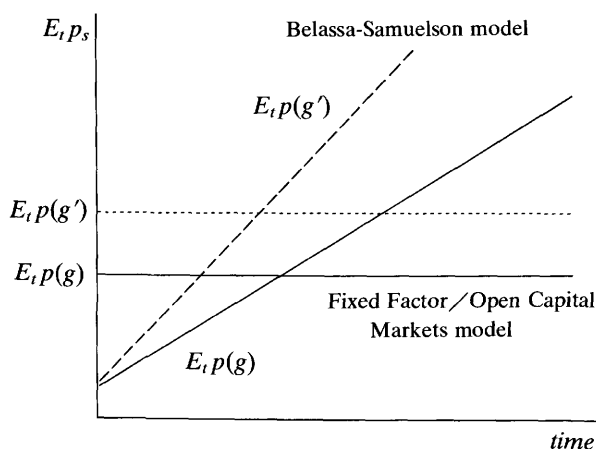 E_t p_s
Belassa-Samuelson model
E_t p(g')
E_t p(g')
E_t p(g)
Fixed Factor/Open Capital
Markets model
E_t p(g)
time